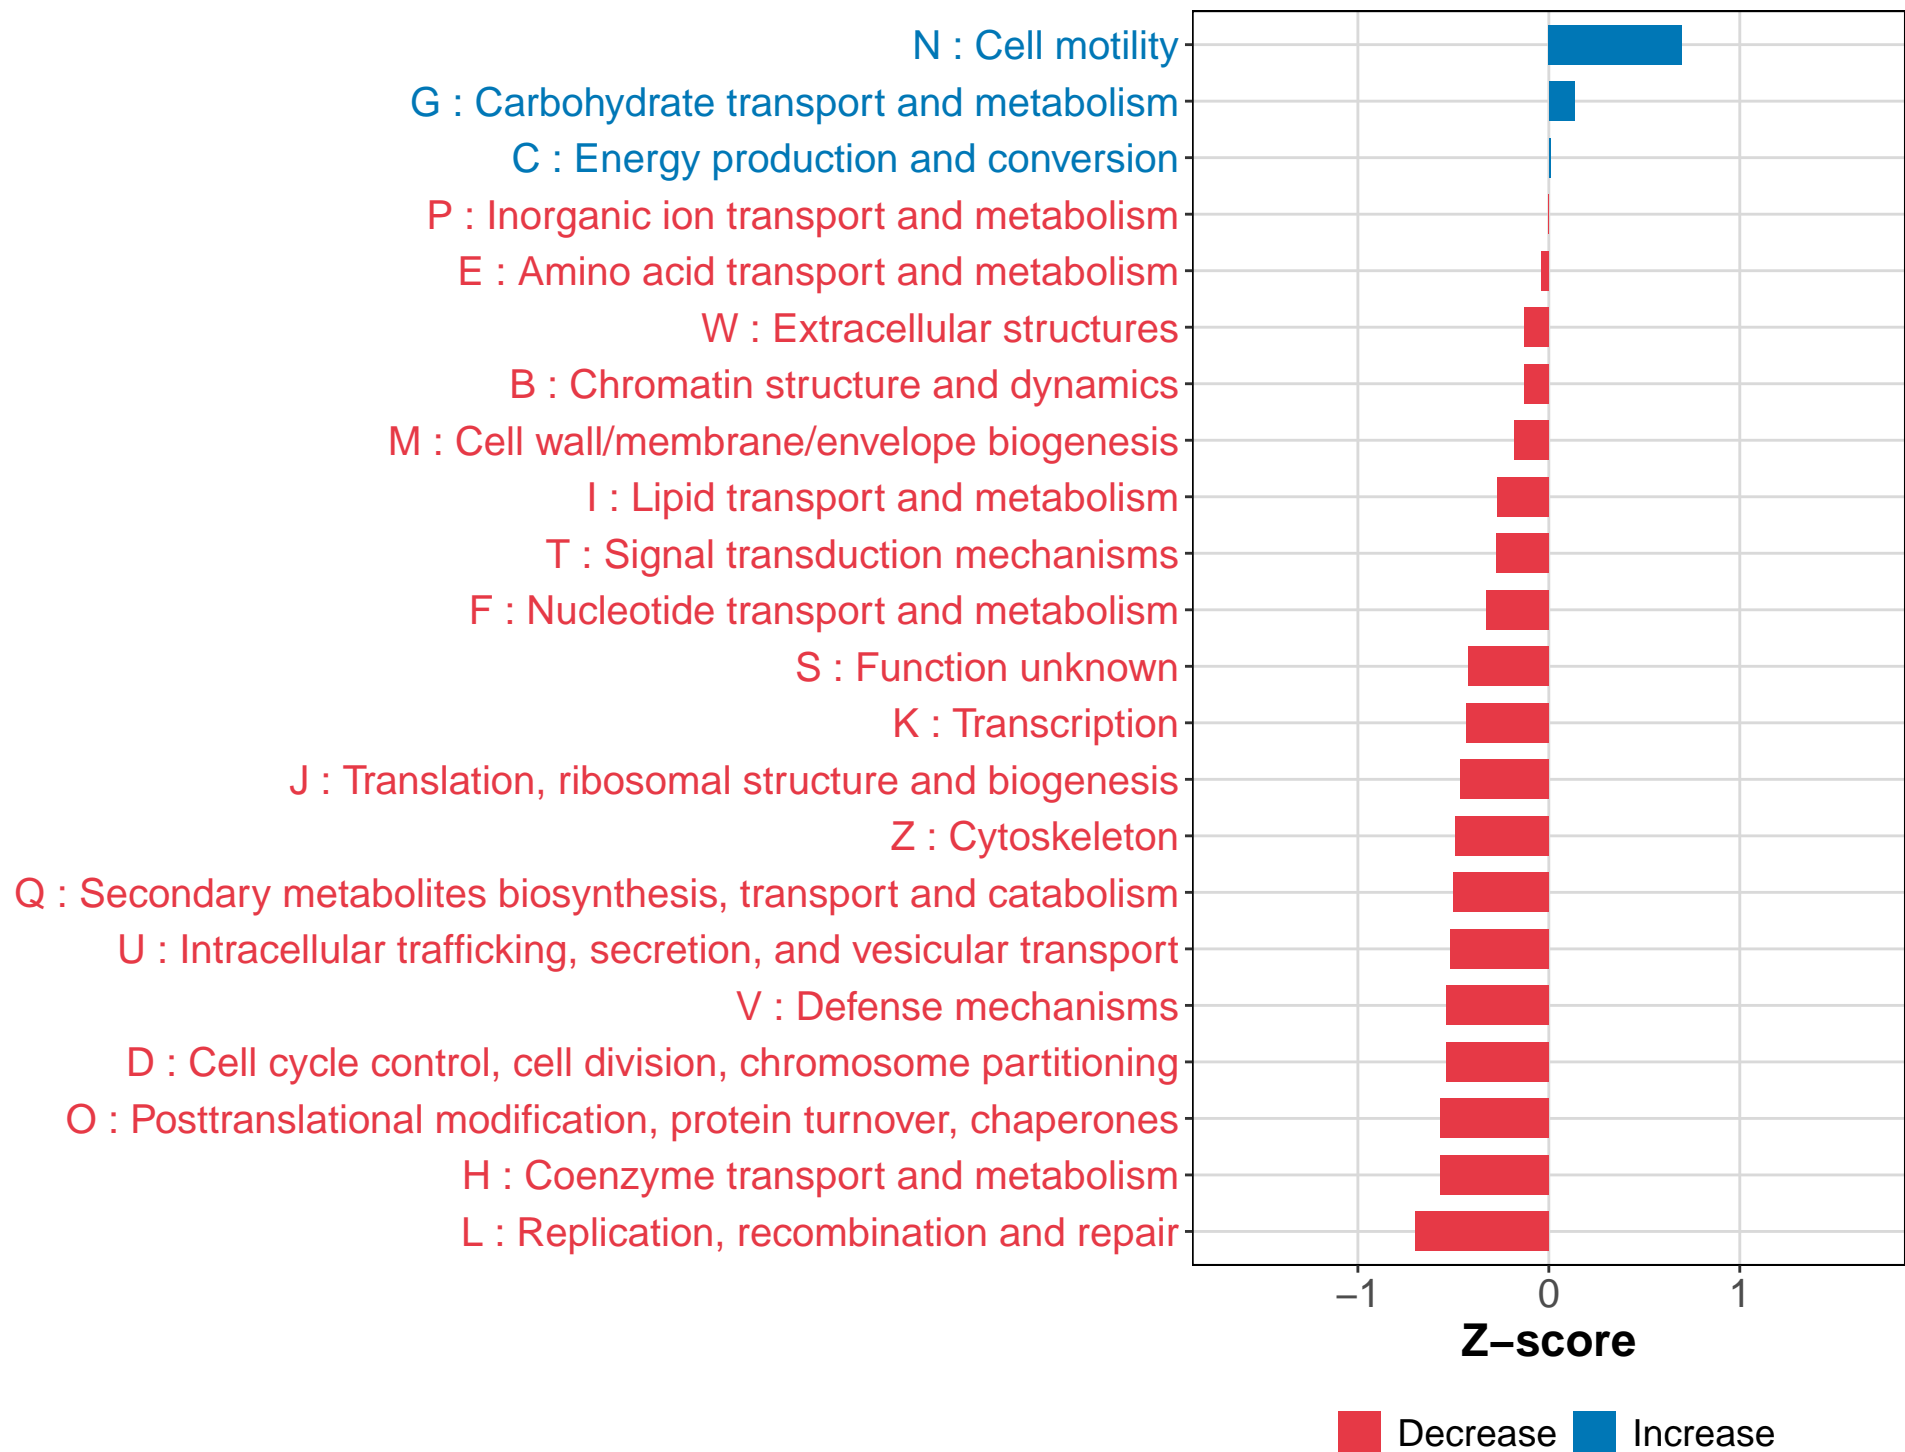 N : Cell motility
G : Carbohydrate transport and metabolism
C : Energy production and conversion
P : Inorganic ion transport and metabolism
E : Amino acid transport and metabolism
W : Extracellular structures
B : Chromatin structure and dynamics
M : Cell wall/membrane/envelope biogenesis
I : Lipid transport and metabolism
T : Signal transduction mechanisms
F : Nucleotide transport and metabolism
S : Function unknown
K : Transcription
J : Translation, ribosomal structure and biogenesis
Z : Cytoskeleton
Q : Secondary metabolites biosynthesis, transport and catabolism
U : Intracellular trafficking, secretion, and vesicular transport
V : Defense mechanisms
D : Cell cycle control, cell division, chromosome partitioning
O : Posttranslational modification, protein turnover, chaperones
H : Coenzyme transport and metabolism
L : Replication, recombination and repair
−1 0 1
Z−score
Decrease Increase